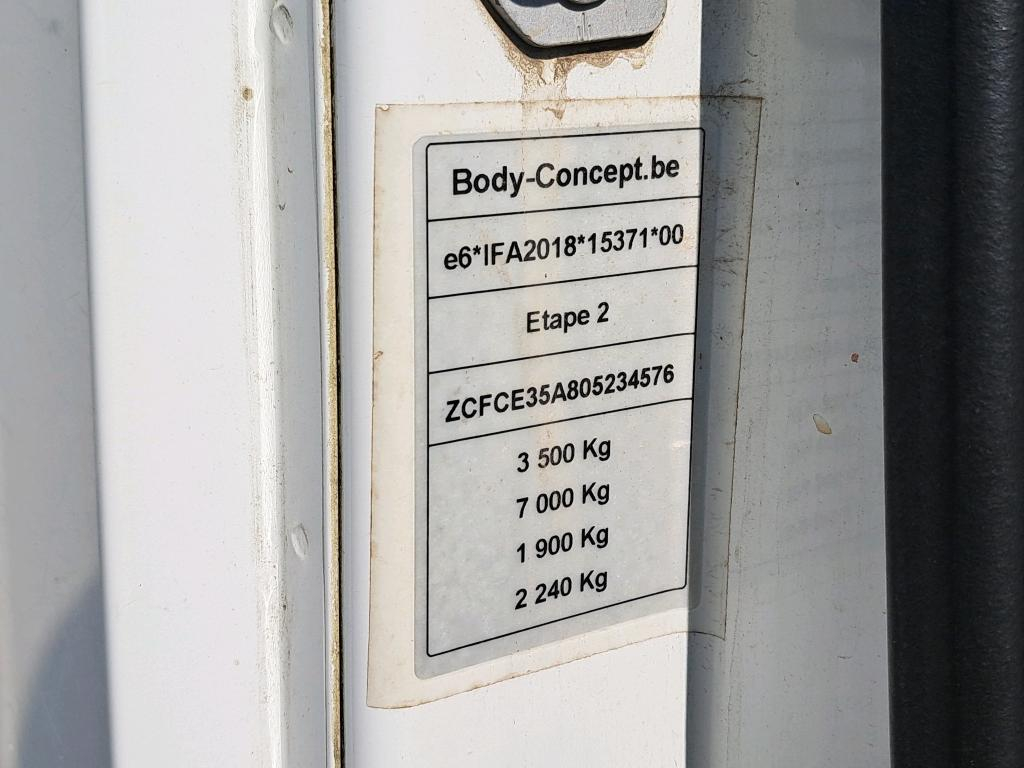 Body-Concept.be
e6*IFA2018*15371*00
Etape 2
ZCFCE35A805234576
3 500 Kg
7 000 Kg
1 900 Kg
2 240 Kg